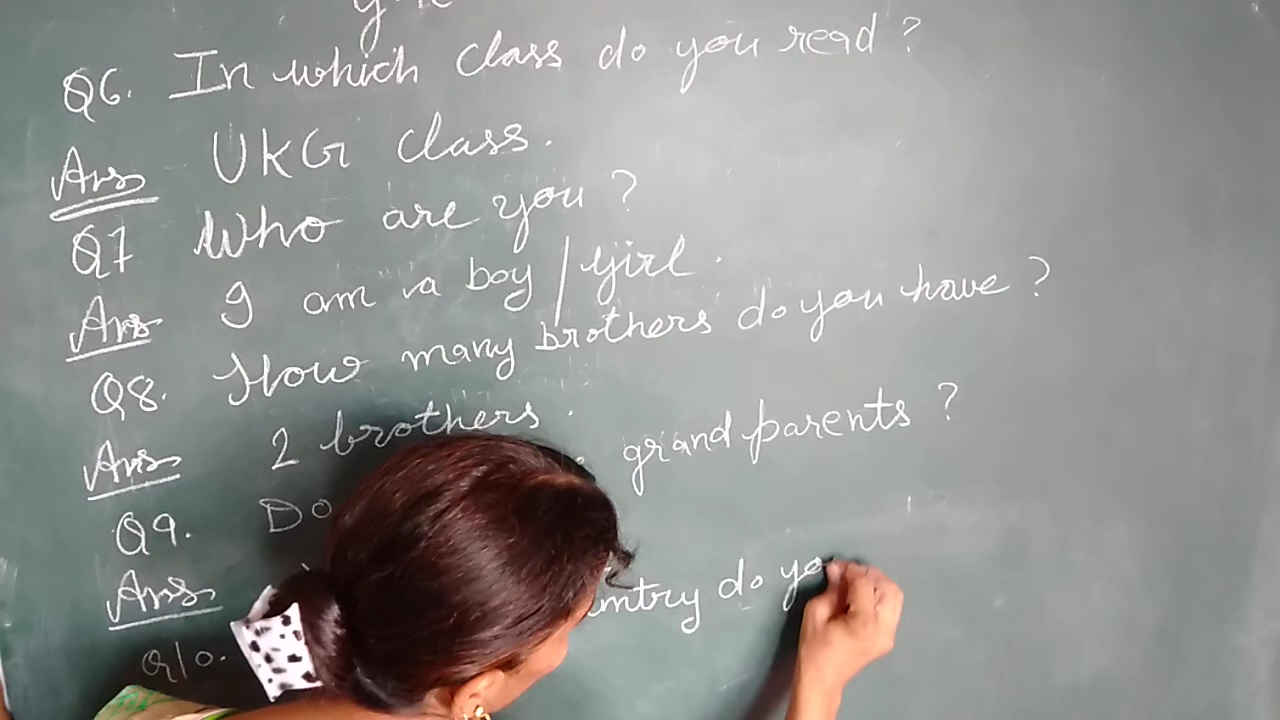 Q6. In which class do you read ?
Ans UKG class.
Q7 Who are you ?
Ans I am a boy / girl.
Q8. How many brothers do you have ?
Ans 2 brothers.
Q9. Do grand parents ?
Ans
Q10. do yo